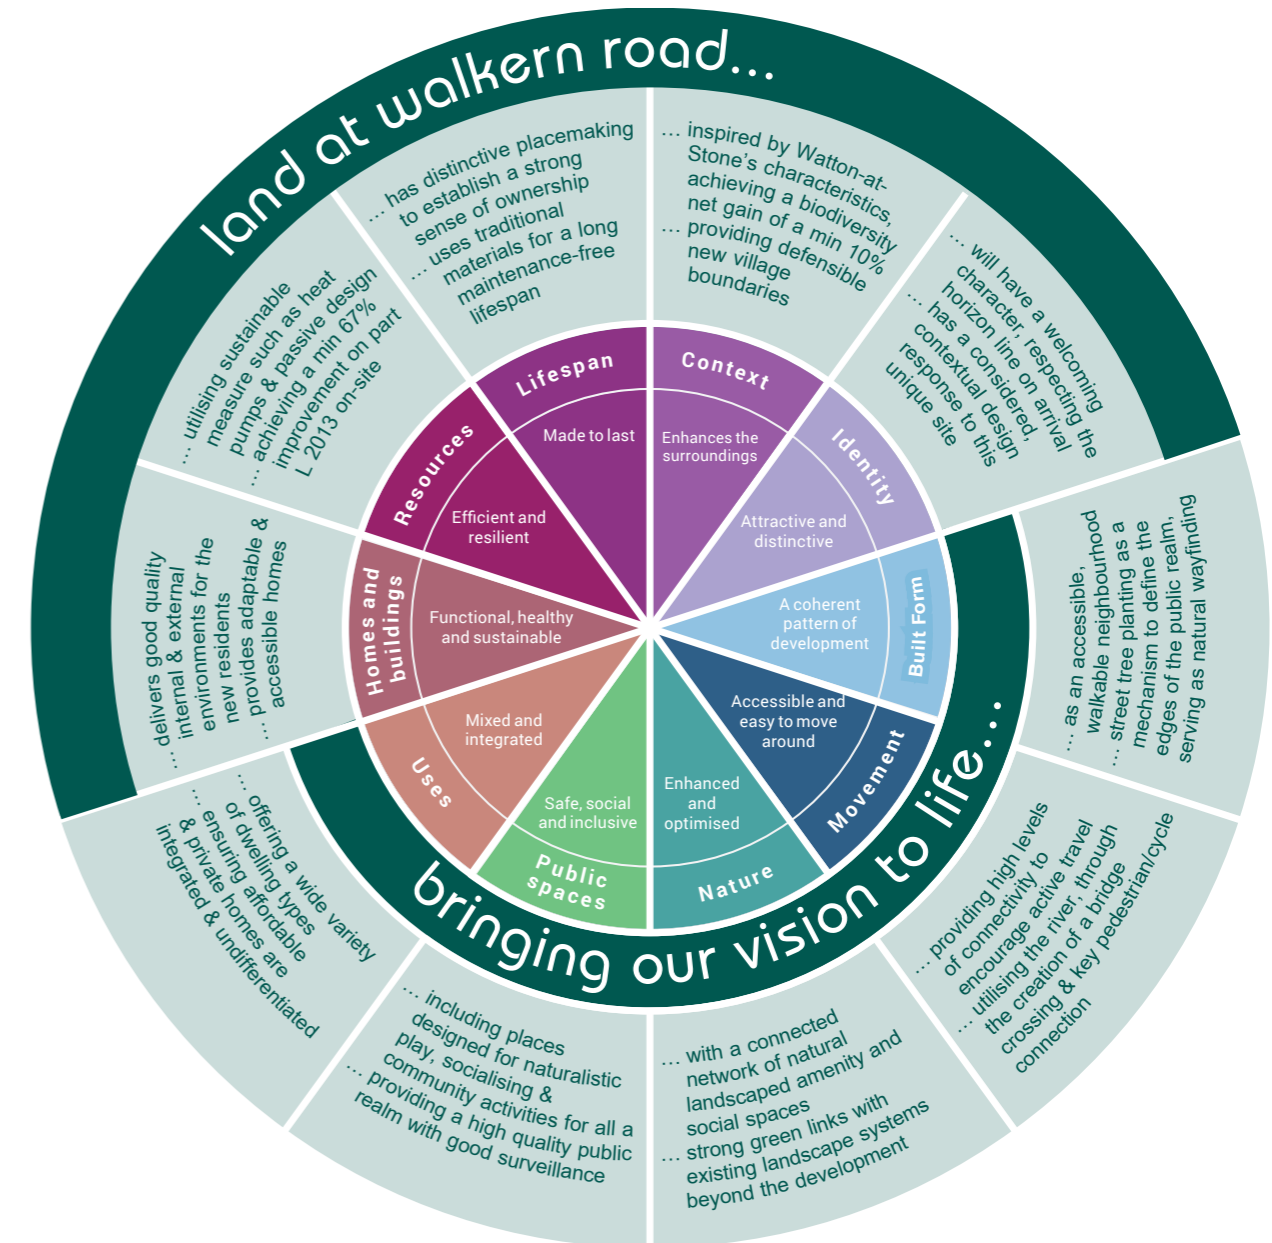 land at walkern road...
... inspired by Watton-at-
Stone's characteristics,
achieving a biodiversity
net gain of a min 10%
... providing defensible
new village
boundaries
Context
Enhances the
surroundings
... will have a welcoming
character, respecting the
horizon line on arrival
... has a considered,
contextual design
response to this
unique site
Identity
Attractive and
distinctive
... as an accessible,
walkable neighbourhood
... street tree planting as a
mechanism to define the
edges of the public realm,
serving as natural wayfinding
Built Form
A coherent
pattern of
development
... providing high levels
of connectivity to
encourage active travel
... utilising the river, through
the creation of a bridge
crossing & key pedestrian/cycle
connection
Movement
Accessible and
easy to move
around
... with a connected
network of natural
landscaped amenity and
social spaces
... strong green links with
existing landscape systems
beyond the development
Nature
Enhanced
and
optimised
... including places
designed for naturalistic
play, socialising &
community activities for all a
... providing a high quality public
realm with good surveillance
Public
spaces
Safe, social
and inclusive
... offering a wide variety
of dwelling types
... ensuring affordable
& private homes are
integrated & undifferentiated
Uses
Mixed and
integrated
... delivers good quality
internal & external
environments for the
new residents
... provides adaptable &
accessible homes
Homes and
buildings
Functional, healthy
and sustainable
... utilising sustainable
measure such as heat
pumps & passive design
... achieving a min 67%
improvement on part
L 2013 on-site
Resources
Efficient and
resilient
... has distinctive placemaking
to establish a strong
sense of ownership
... uses traditional
materials for a long
maintenance-free
lifespan
Lifespan
Made to last
bringing our vision to life...